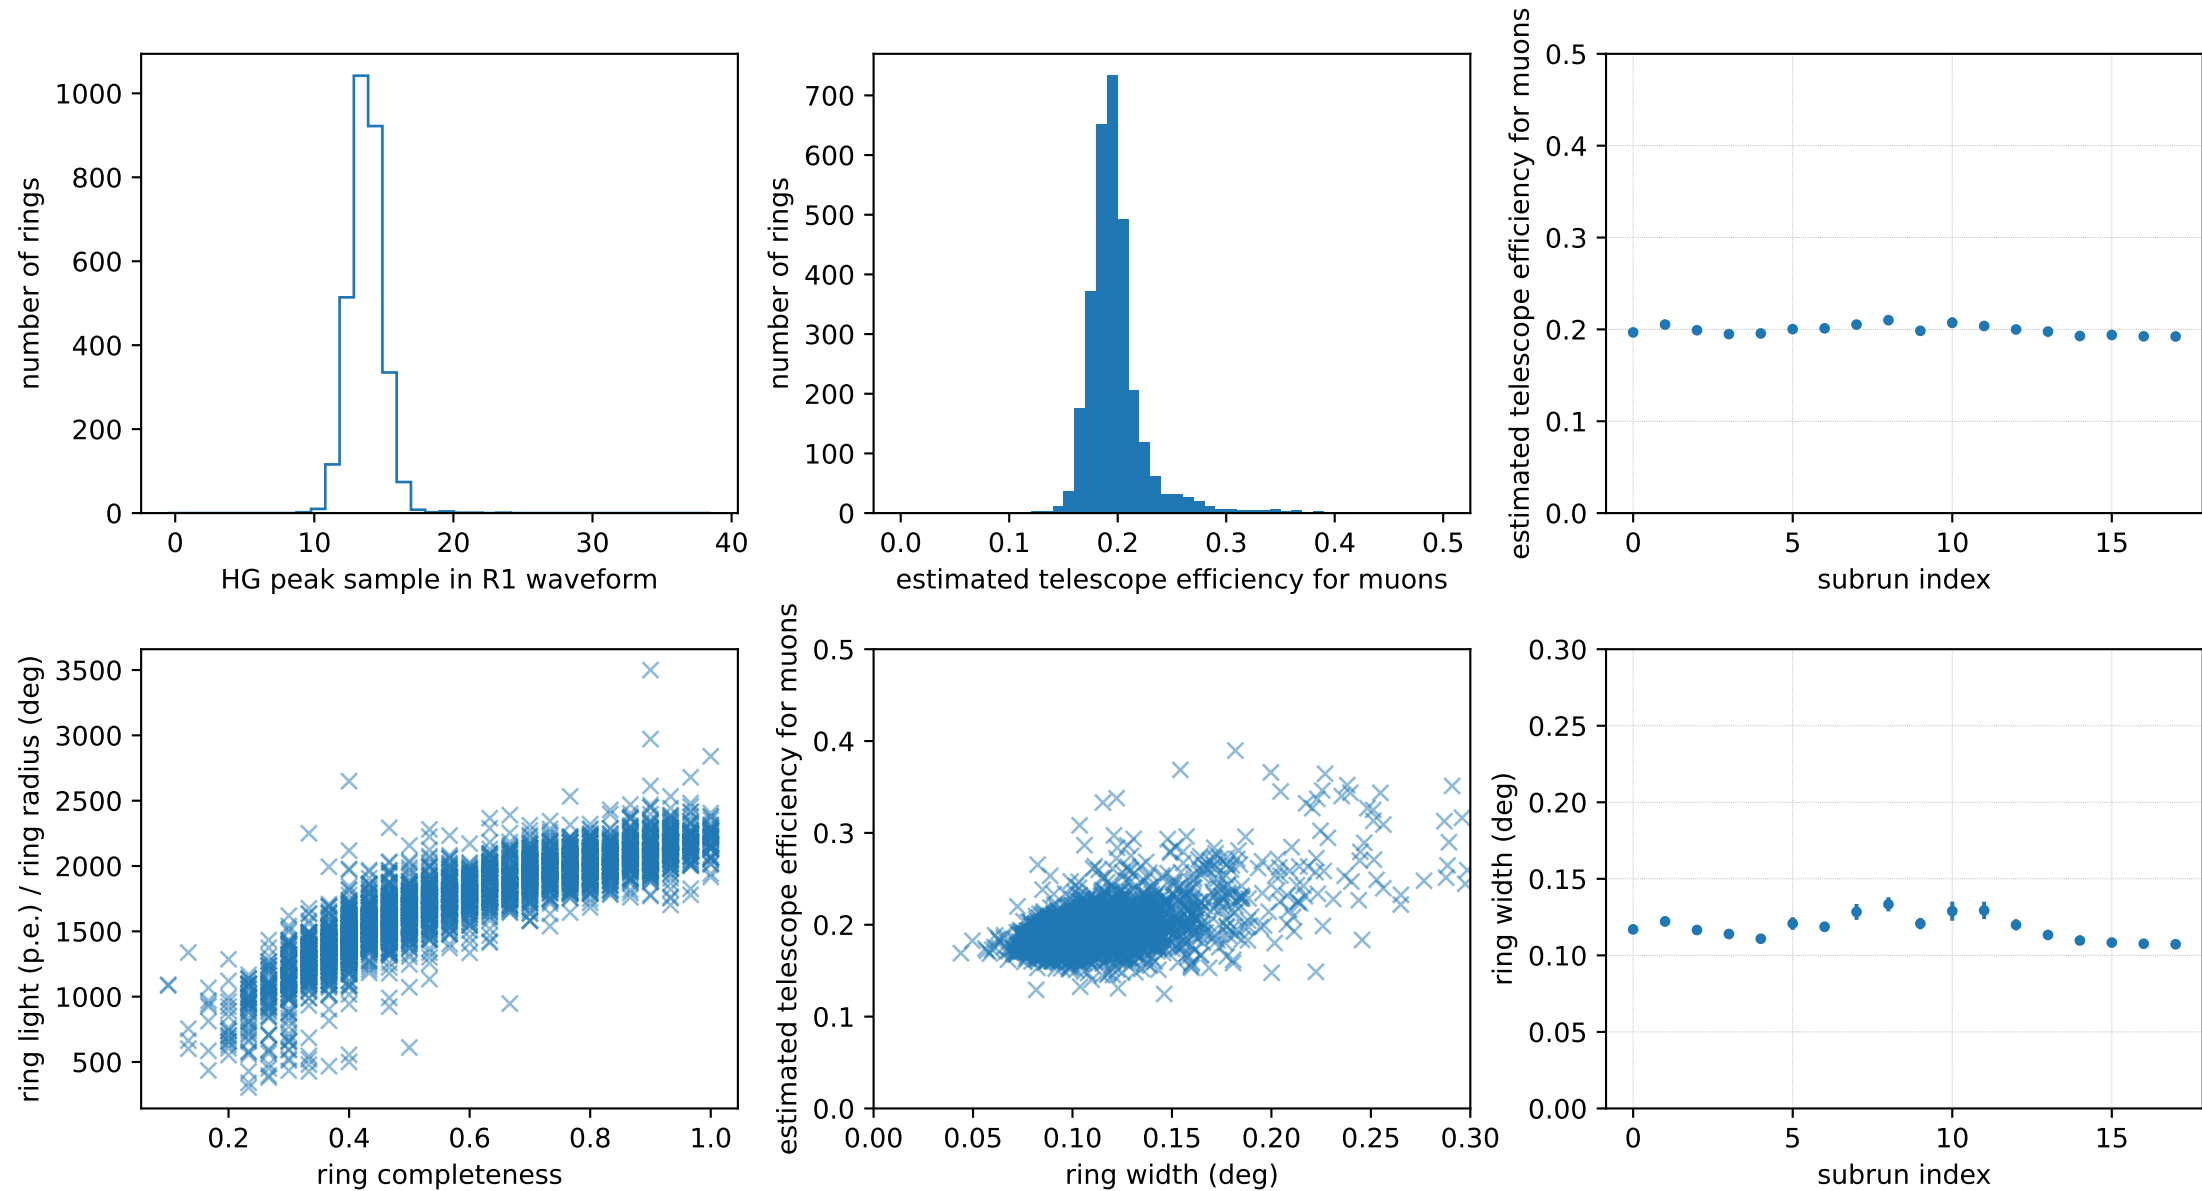 number of rings
1000
800
600
400
200
0
0 10 20 30 40
HG peak sample in R1 waveform
number of rings
700
600
500
400
300
200
100
0
0.0 0.1 0.2 0.3 0.4 0.5
estimated telescope efficiency for muons
estimated telescope efficiency for muons
0.5
0.4
0.3
0.2
0.1
0.0
0 5 10 15
subrun index
ring light (p.e.) / ring radius (deg)
3500
3000
2500
2000
1500
1000
500
0.2 0.4 0.6 0.8 1.0
ring completeness
estimated telescope efficiency for muons
0.5
0.4
0.3
0.2
0.1
0.0
0.00 0.05 0.10 0.15 0.20 0.25 0.30
ring width (deg)
ring width (deg)
0.30
0.25
0.20
0.15
0.10
0.05
0.00
0 5 10 15
subrun index